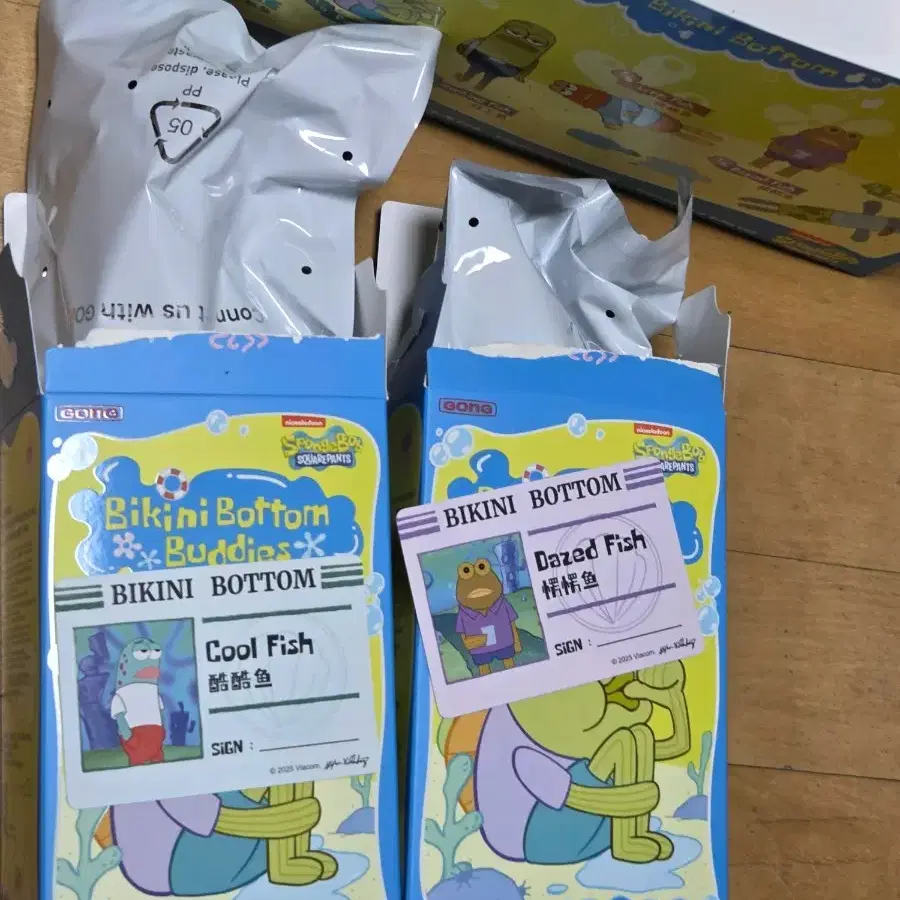 Bikini Bottom
Please, dispose
PP
05
us with GO
GONG
nickelodeon
SpongeBob
SQUAREPANTS
Bikini Bottom
Buddies
BIKINI BOTTOM
Cool Fish
酷酷鱼
SiGN :
© 2025 Viacom.
GONG
nickelodeon
SpongeBob
SQUAREPANTS
BIKINI BOTTOM
Dazed Fish
愣愣鱼
SiGN :
© 2025 Viacom.